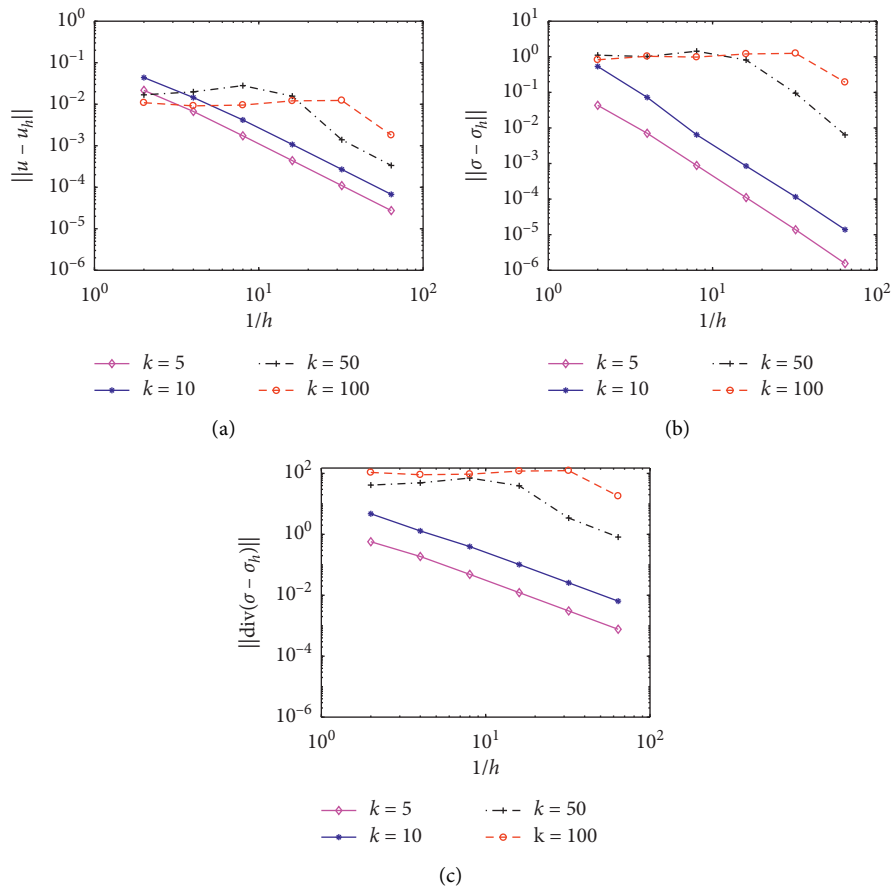 10^-1
10^-2
10^-3
10^-4
10^-5
10^-6
||u – u_h||
10^0 10^1 10^2
1/h
k = 5
k = 10
k = 50
k = 100
(a)
10^1
10^0
10^-1
10^-2
10^-3
10^-4
10^-5
10^-6
||σ – σ_h||
10^0 10^1 10^2
1/h
k = 5
k = 10
k = 50
k = 100
(b)
10^2
10^0
10^-2
10^-4
10^-6
||div(σ – σ_h)||
10^0 10^1 10^2
1/h
k = 5
k = 10
k = 50
k = 100
(c)